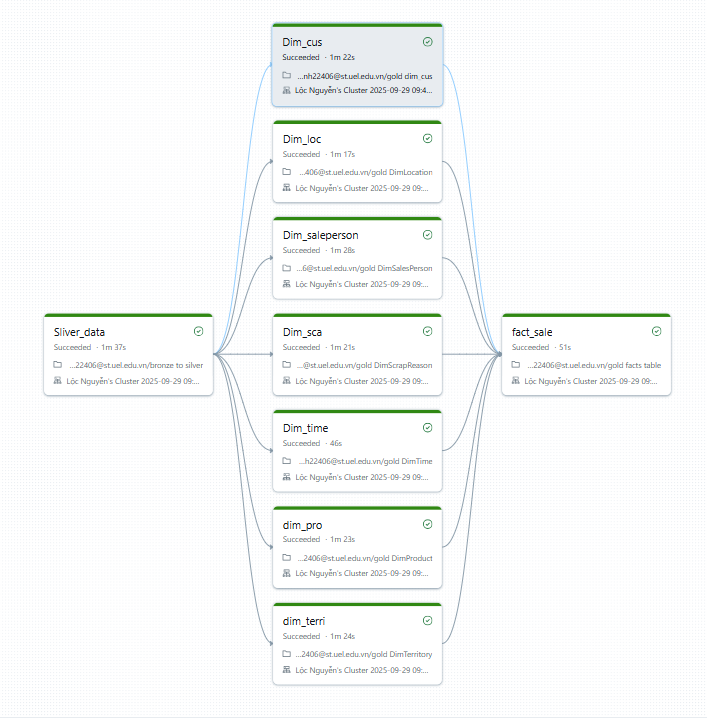 Dim_cus
Succeeded · 1m 22s
...nh22406@st.uel.edu.vn/gold dim_cus
Lộc Nguyễn's Cluster 2025-09-29 09:4...
Dim_loc
Succeeded · 1m 17s
...406@st.uel.edu.vn/gold DimLocation
Lộc Nguyễn's Cluster 2025-09-29 09:...
Dim_saleperson
Succeeded · 1m 28s
...6@st.uel.edu.vn/gold DimSalesPerson
Lộc Nguyễn's Cluster 2025-09-29 09:...
Sliver_data
Succeeded · 1m 37s
...22406@st.uel.edu.vn/bronze to silver
Lộc Nguyễn's Cluster 2025-09-29 09:...
Dim_sca
Succeeded · 1m 21s
...@st.uel.edu.vn/gold DimScrapReason
Lộc Nguyễn's Cluster 2025-09-29 09:...
fact_sale
Succeeded · 51s
...22406@st.uel.edu.vn/gold facts table
Lộc Nguyễn's Cluster 2025-09-29 09:...
Dim_time
Succeeded · 46s
...h22406@st.uel.edu.vn/gold DimTime
Lộc Nguyễn's Cluster 2025-09-29 09:...
dim_pro
Succeeded · 1m 23s
...2406@st.uel.edu.vn/gold DimProduct
Lộc Nguyễn's Cluster 2025-09-29 09:...
dim_terri
Succeeded · 1m 24s
...2406@st.uel.edu.vn/gold DimTerritory
Lộc Nguyễn's Cluster 2025-09-29 09:...